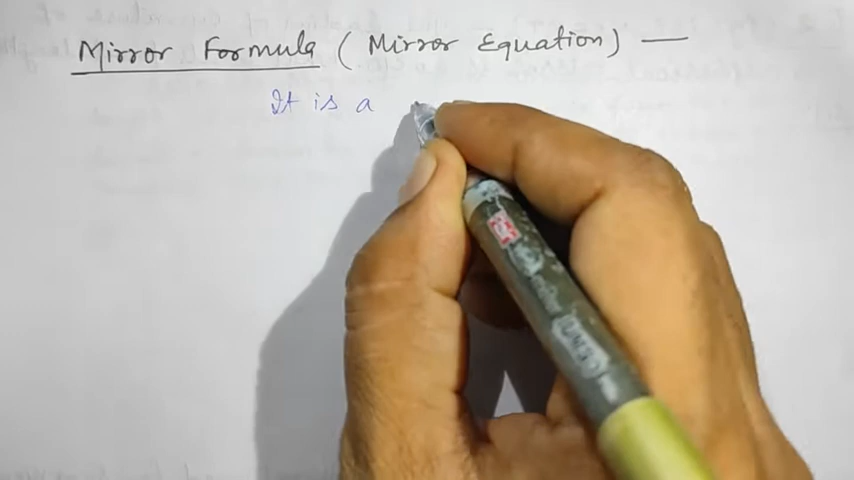 Mirror Formula ( Mirror Equation ) —
It is a